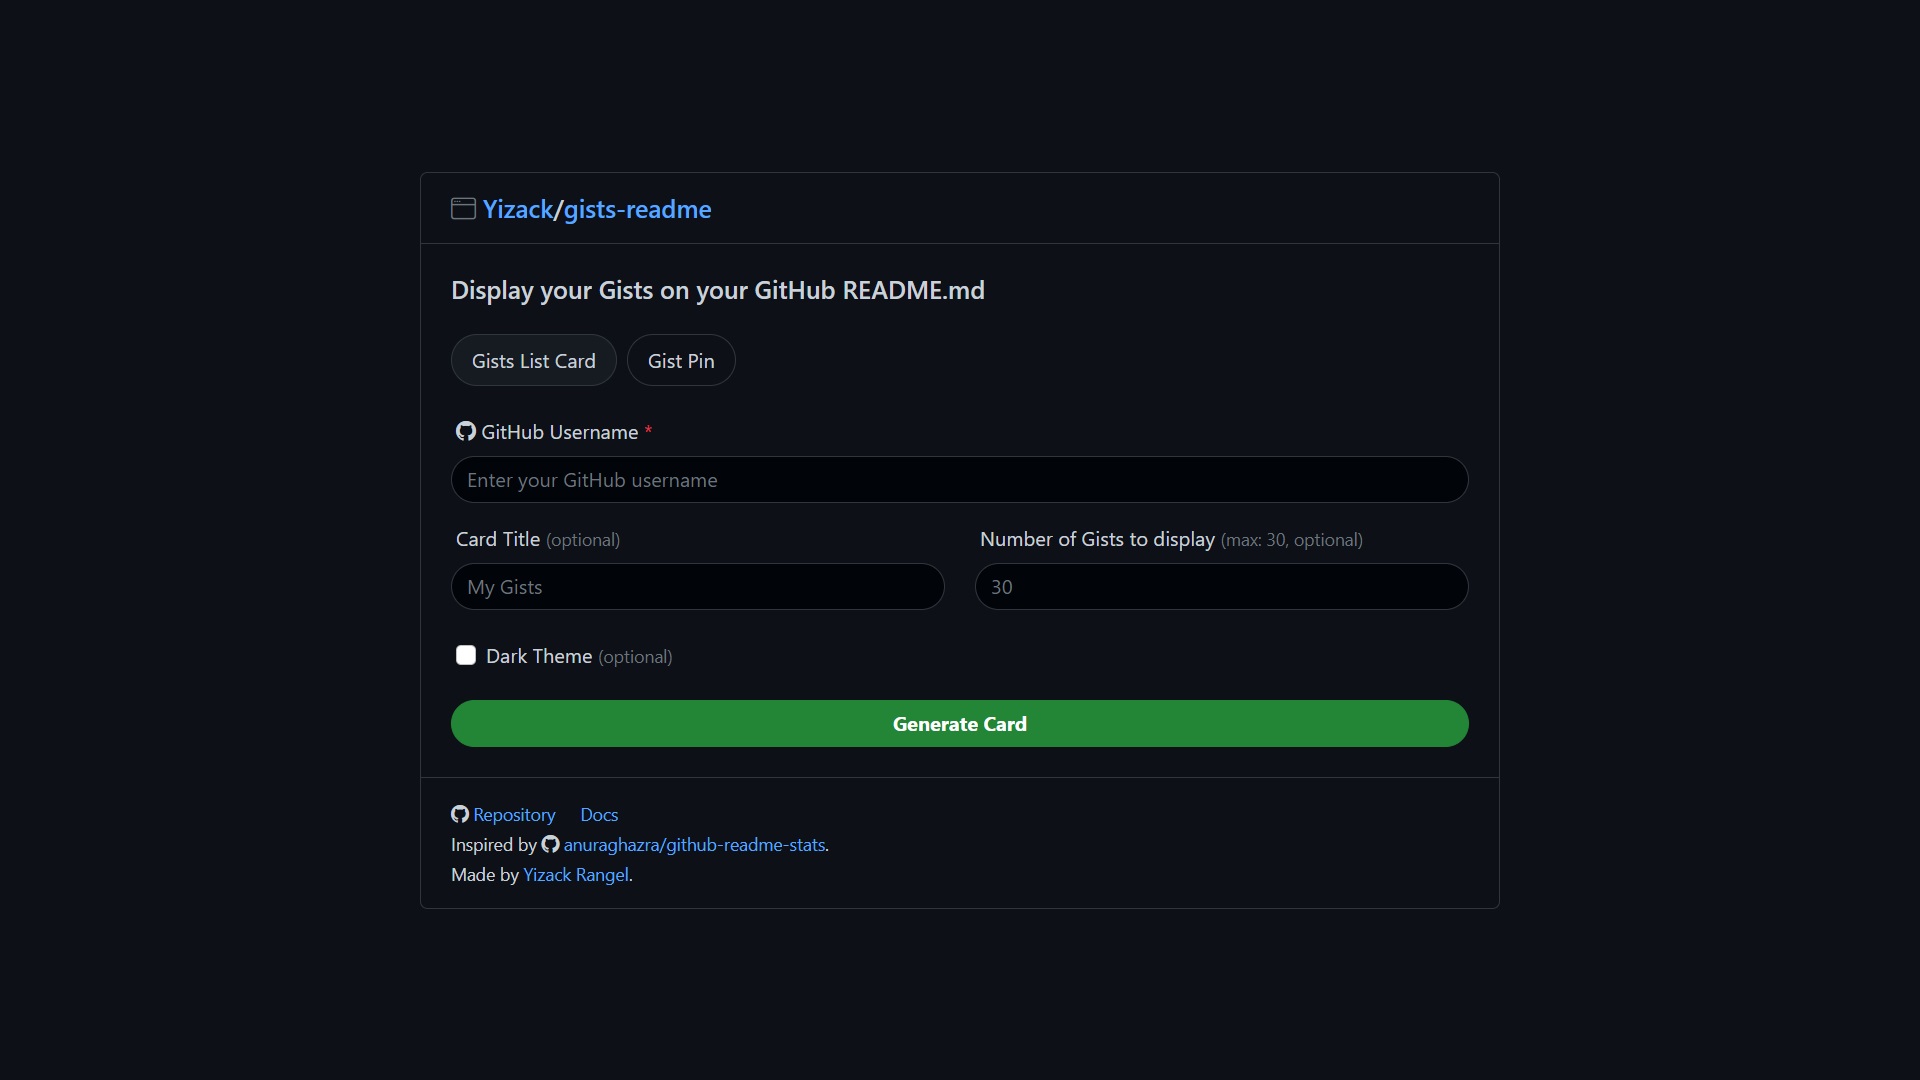 Yizack/gists-readme
Display your Gists on your GitHub README.md
Gists List Card Gist Pin
GitHub Username *
Enter your GitHub username
Card Title (optional) Number of Gists to display (max: 30, optional)
My Gists 30
Dark Theme (optional)
Generate Card
Repository Docs
Inspired by anuraghazra/github-readme-stats.
Made by Yizack Rangel.